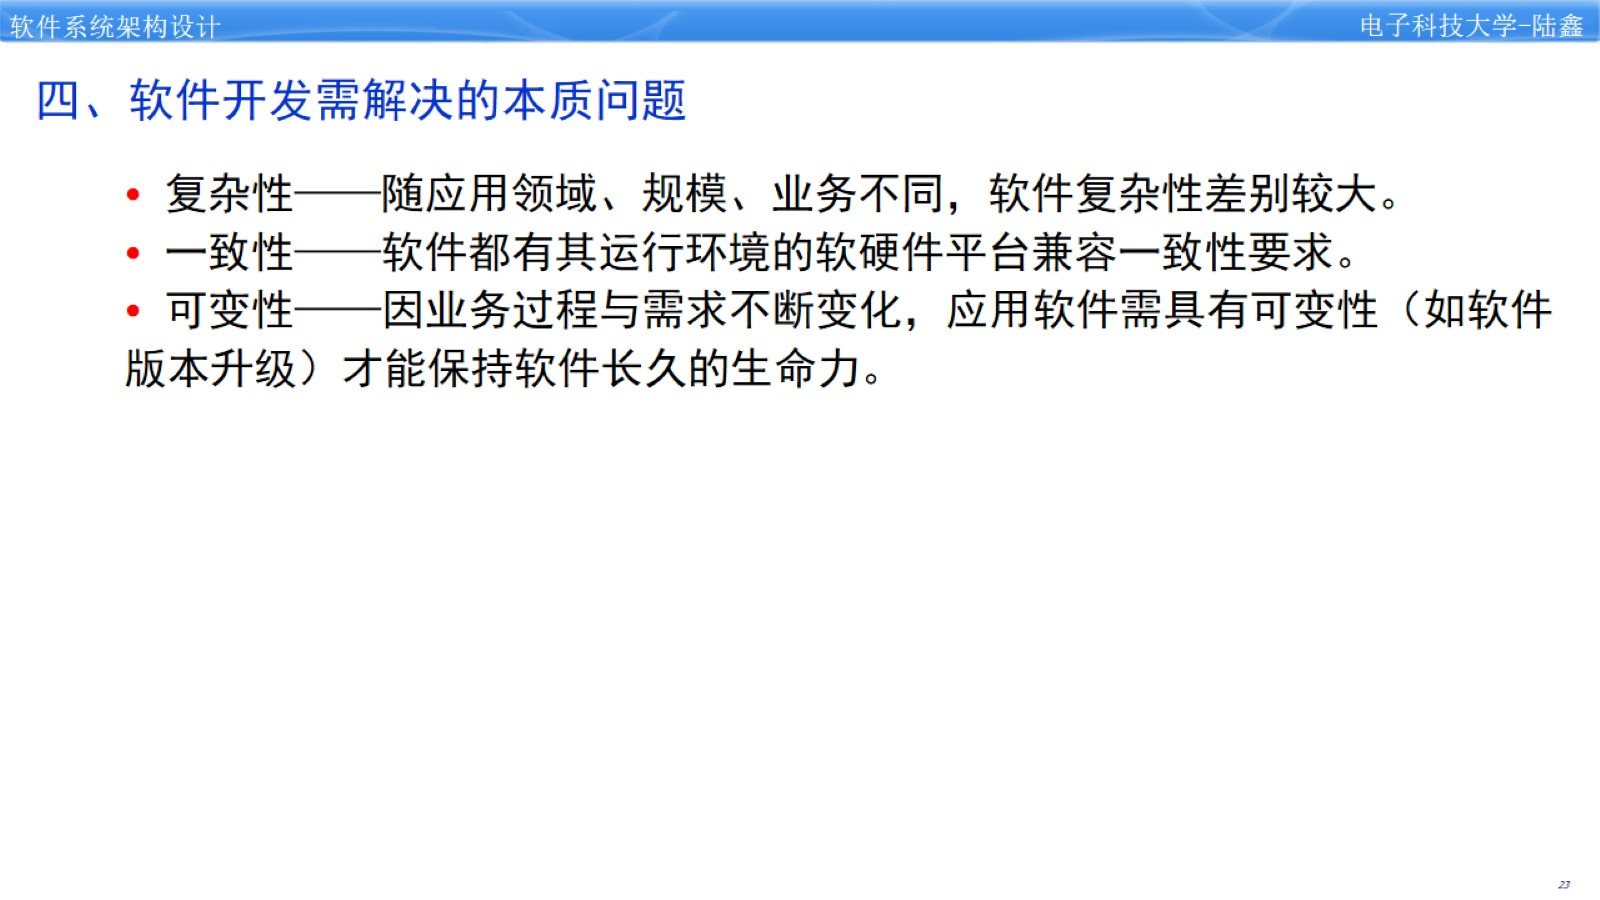 软件系统架构设计
电子科技大学-陆鑫
四、软件开发需解决的本质问题
• 复杂性——随应用领域、规模、业务不同，软件复杂性差别较大。
• 一致性——软件都有其运行环境的软硬件平台兼容一致性要求。
• 可变性——因业务过程与需求不断变化，应用软件需具有可变性（如软件
版本升级）才能保持软件长久的生命力。
23